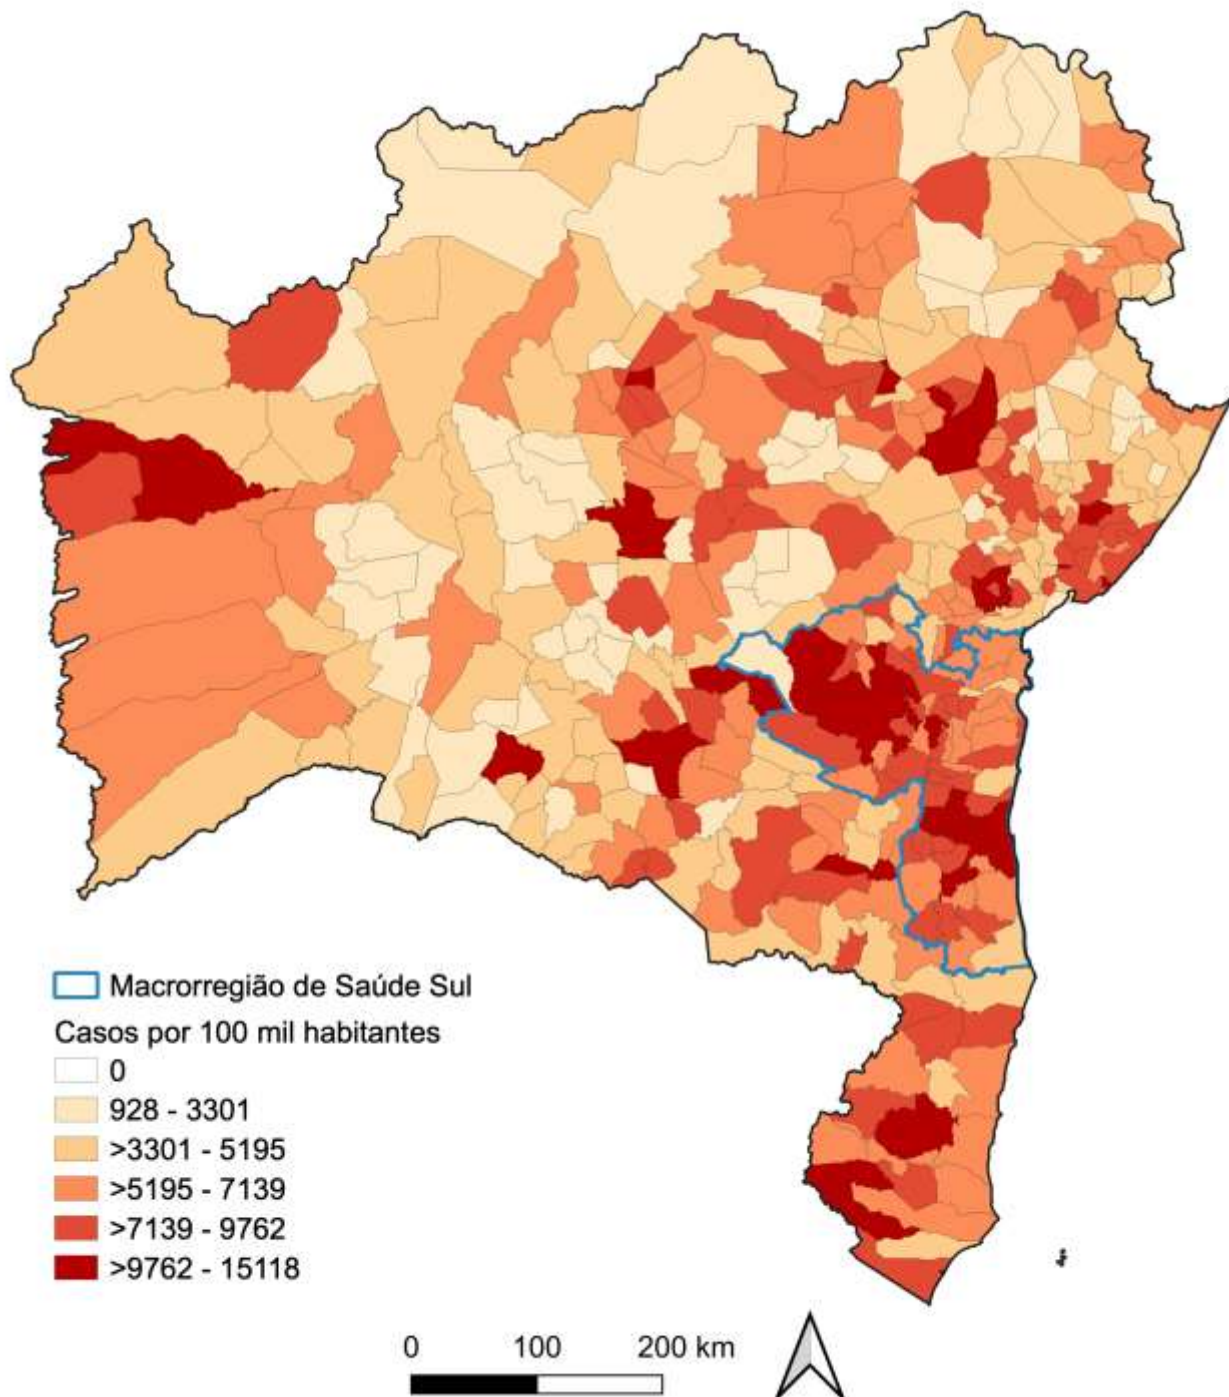 Macrorregião de Saúde Sul
Casos por 100 mil habitantes
0
928 - 3301
>3301 - 5195
>5195 - 7139
>7139 - 9762
>9762 - 15118
0 100 200 km